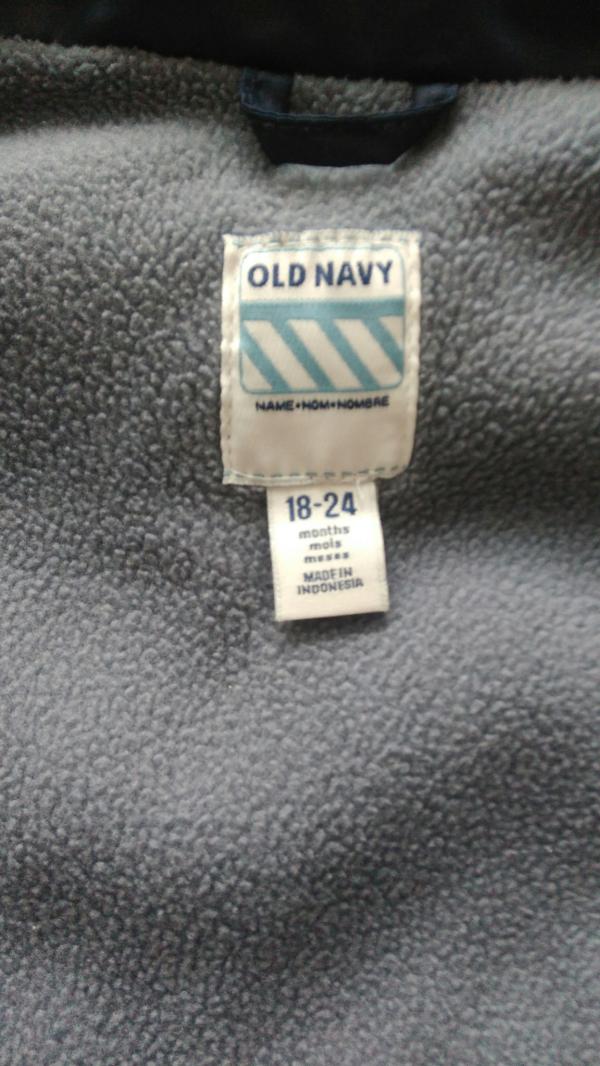 OLD NAVY
NAME•NOM•NOMBRE
18-24
months
mois
meses
MADE IN
INDONESIA